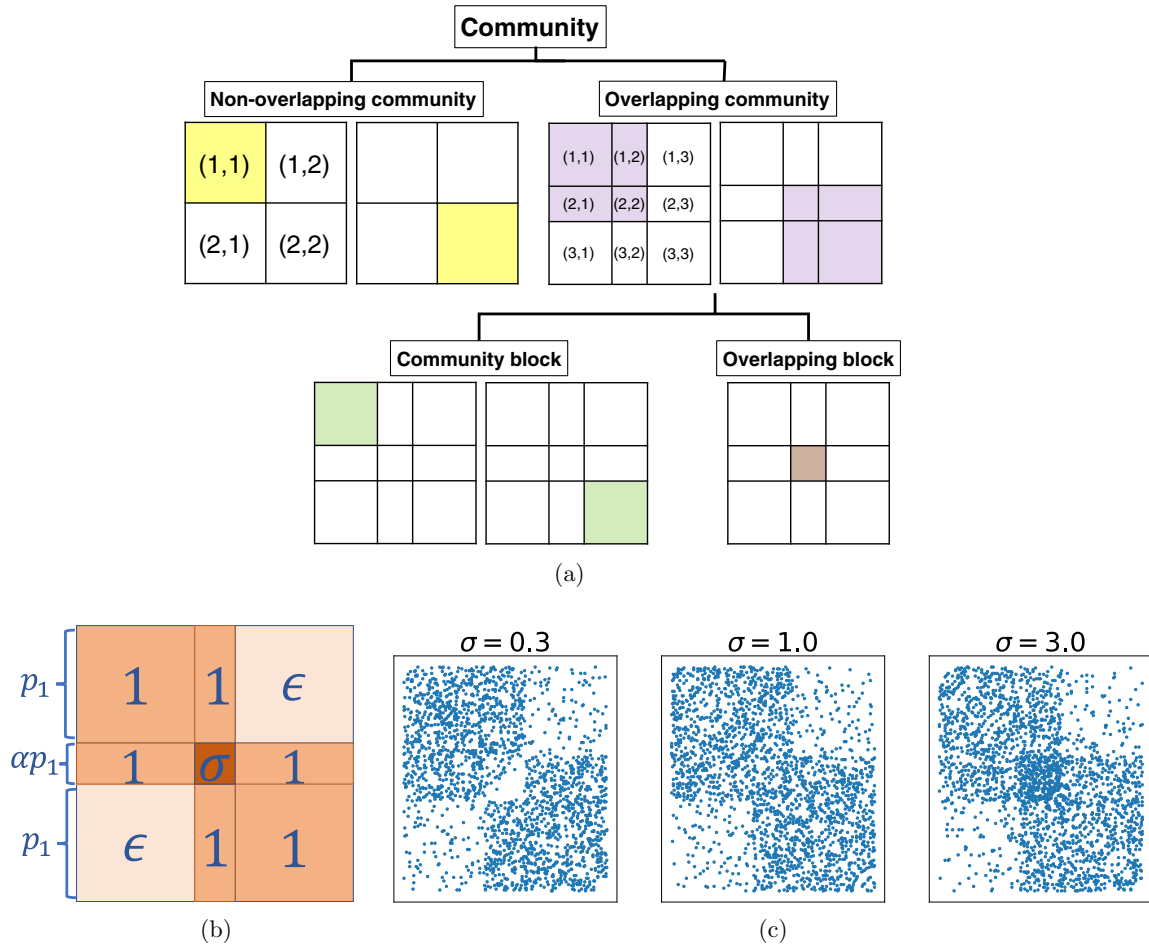 Community
Non-overlapping community
Overlapping community
(1,1) (1,2)
(2,1) (2,2)
(1,1) (1,2) (1,3)
(2,1) (2,2) (2,3)
(3,1) (3,2) (3,3)
Community block
Overlapping block
(a)
p₁ 1 1 ϵ
αp₁ 1 σ 1
p₁ ϵ 1 1
(b)
σ = 0.3
σ = 1.0
σ = 3.0
(c)